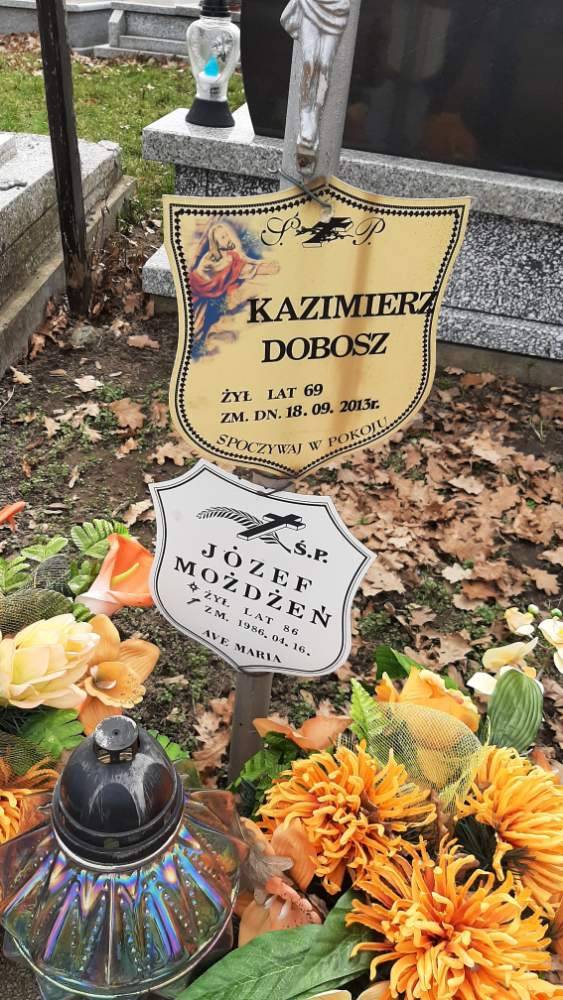 Ś. P.
KAZIMIERZ
DOBOSZ
ŻYŁ LAT 69
ZM. DN. 18. 09. 2013r.
SPOCZYWAJ W POKOJU
Ś.P.
JÓZEF
MOŻDŻEŃ
ŻYŁ LAT 86
ZM. 1986. 04. 16.
AVE MARIA